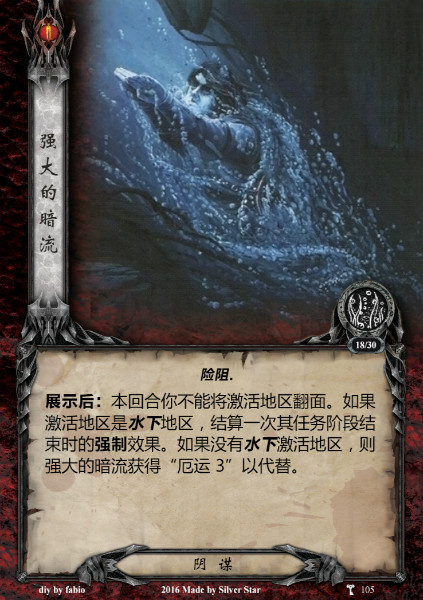 强大的暗流
18/30
险阻.
展示后：本回合你不能将激活地区翻面。如果
激活地区是水下地区，结算一次其任务阶段结
束时的强制效果。如果没有水下激活地区，则
强大的暗流获得“厄运 3”以代替。
阴谋
diy by fabio
2016 Made by Silver Star
105